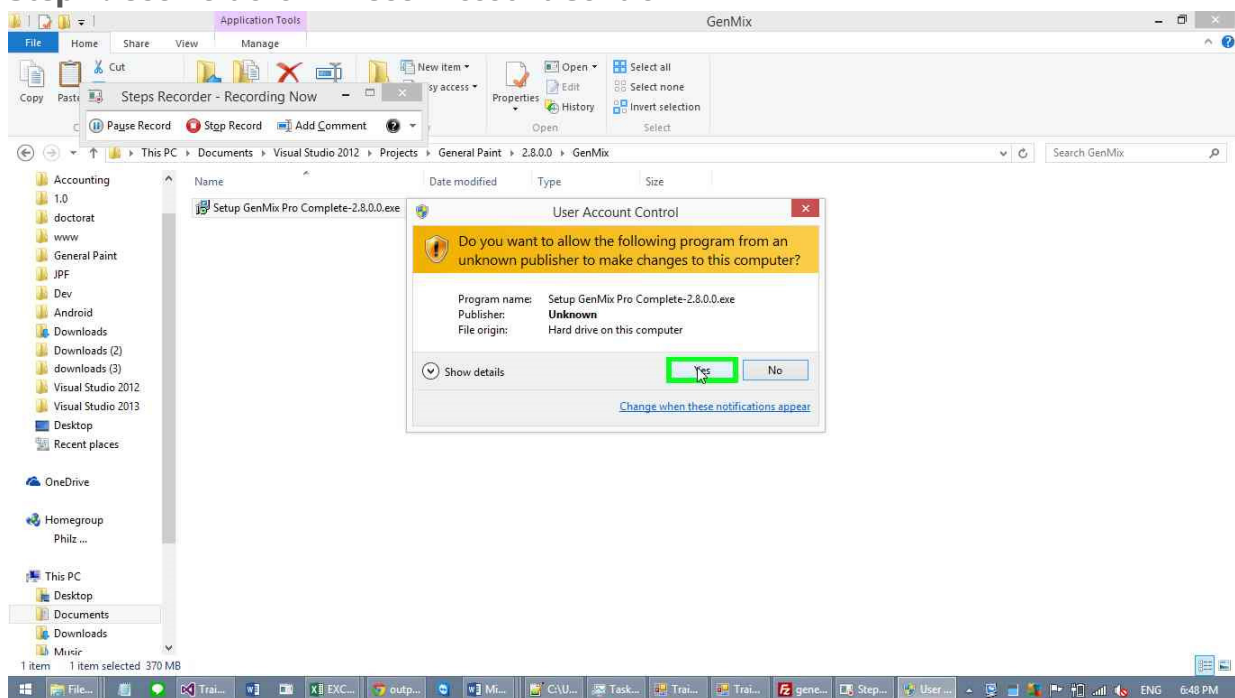 Application Tools
GenMix
File Home Share View Manage
Copy
Cut
New item
sy access
Properties
Open
Edit
History
Select all
Select none
Invert selection
Open
Select
Steps Recorder - Recording Now
Pause Record Stop Record Add Comment
This PC Documents Visual Studio 2012 Projects General Paint 2.8.0.0 GenMix
Search GenMix
Name Date modified Type Size
Setup GenMix Pro Complete-2.8.0.0.exe
Accounting
1.0
doctorat
www
General Paint
JPF
Dev
Android
Downloads
Downloads (2)
downloads (3)
Visual Studio 2012
Visual Studio 2013
Desktop
Recent places
OneDrive
Homegroup
Philz ...
This PC
Desktop
Documents
Downloads
Music
User Account Control
Do you want to allow the following program from an
unknown publisher to make changes to this computer?
Program name: Setup GenMix Pro Complete-2.8.0.0.exe
Publisher: Unknown
File origin: Hard drive on this computer
Show details
Yes
No
Change when these notifications appear
1 item 1 item selected 370 MB
File... Trai... EXC... outp... Mi... C:\U... Task... Trai... Trai... gene... Step... User ... ENG 6:48 PM